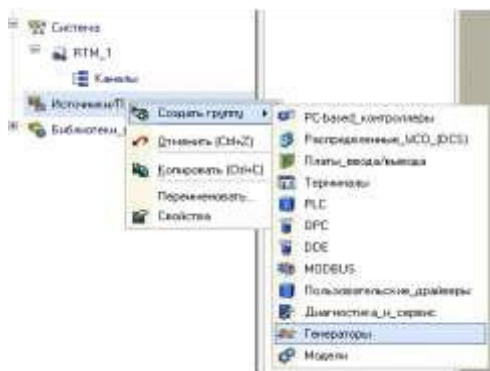 Система
RTM_1
Каналы
Источники/П
Библиотеки_
Создать группу
Отменить (Ctrl+Z)
Копировать (Ctrl+C)
Переименовать...
Свойства
PC-based_контроллеры
Распределенные_УСО_(DCS)
Платы_ввода/вывода
Терминалы
PLC
OPC
DDE
MODBUS
Пользовательские_драйверы
Диагностика_и_сервис
Генераторы
Модели